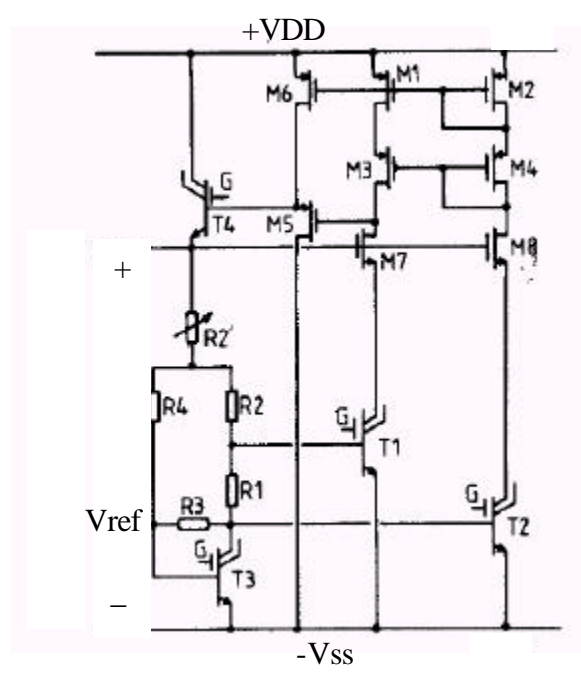 +VDD
M6
M1
M2
M3
M4
G
T4
M5
M7
M8
+
R2'
R4
R2
G
T1
R1
G
T2
Vref
R3
G
T3
–
-Vss